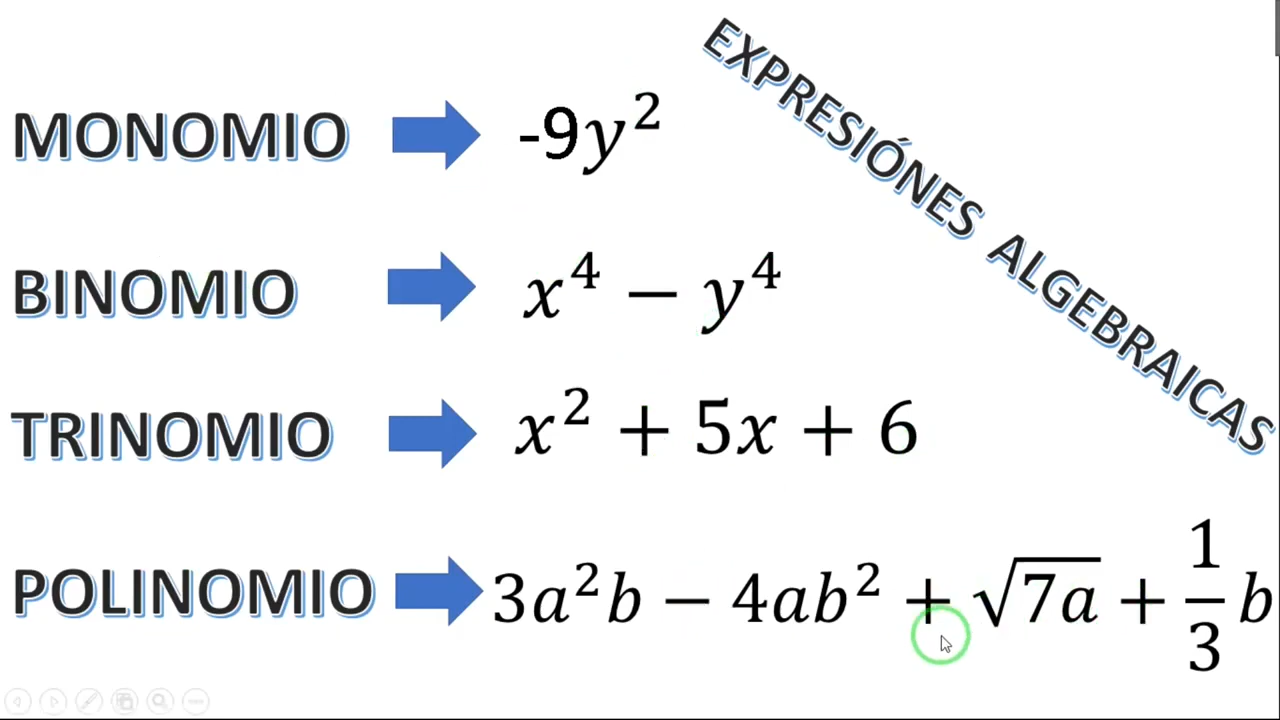 EXPRESIÓNES ALGEBRAICAS
MONOMIO -9y²
BINOMIO x⁴ − y⁴
TRINOMIO x² + 5x + 6
POLINOMIO 3a²b − 4ab² + √(7a) + 1/3 b